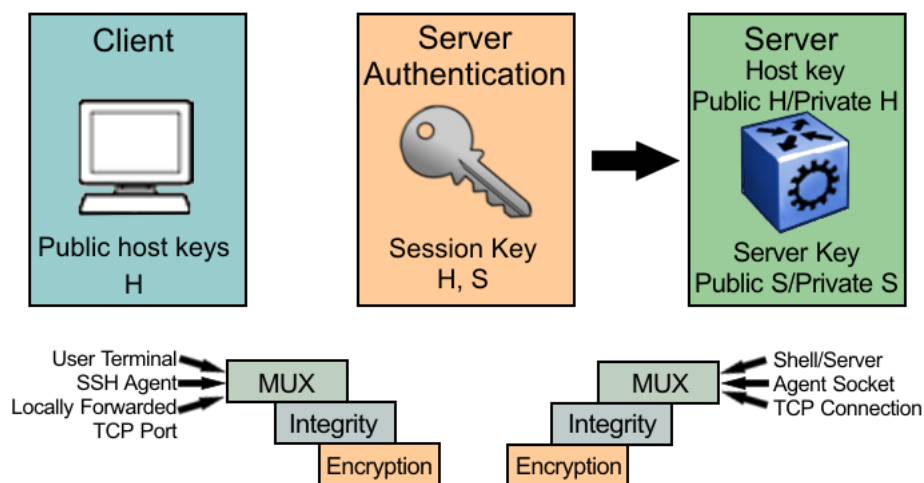 Client
Public host keys
H
Server
Authentication
Session Key
H, S
Server
Host key
Public H/Private H
Server Key
Public S/Private S
User Terminal
SSH Agent
Locally Forwarded
TCP Port
MUX
Integrity
Encryption
MUX
Integrity
Encryption
Shell/Server
Agent Socket
TCP Connection